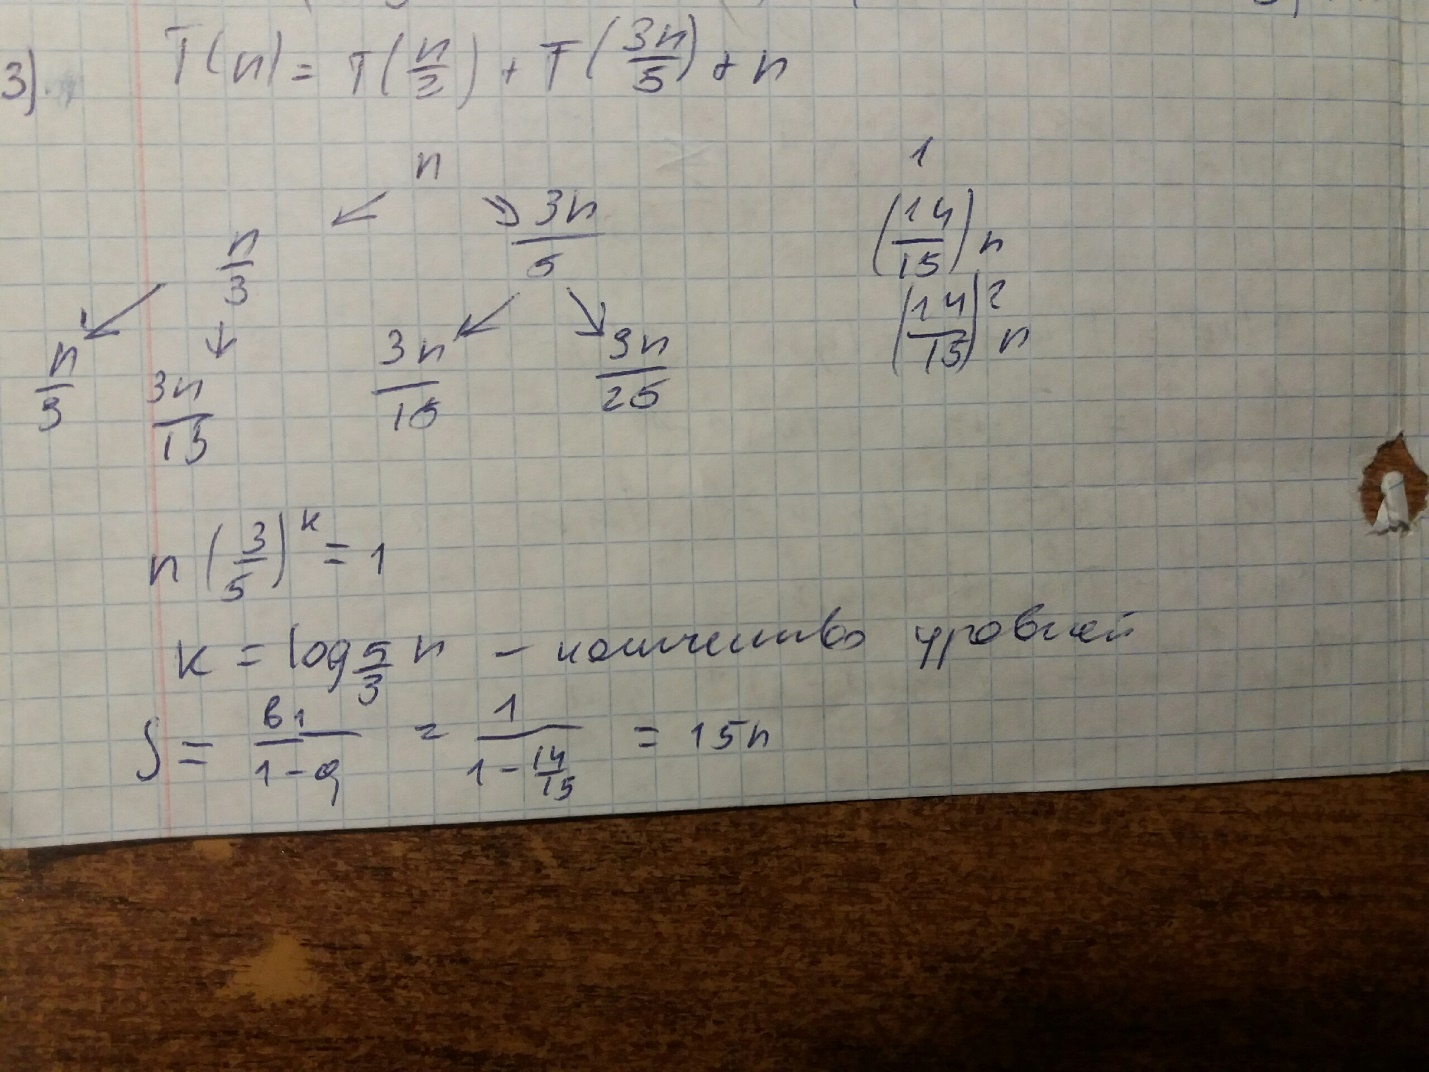 3). T(n) = T(n/2) + T(3n/5) + n
n 1
n/3 3n/5 (14/15)n
n/9 3n/15 3n/15 9n/25 (14/15)²n
n(3/5)^k = 1
k = log_{5/3} n – количество уровней
S = b1/(1-q) = 1/(1-14/15) = 15n